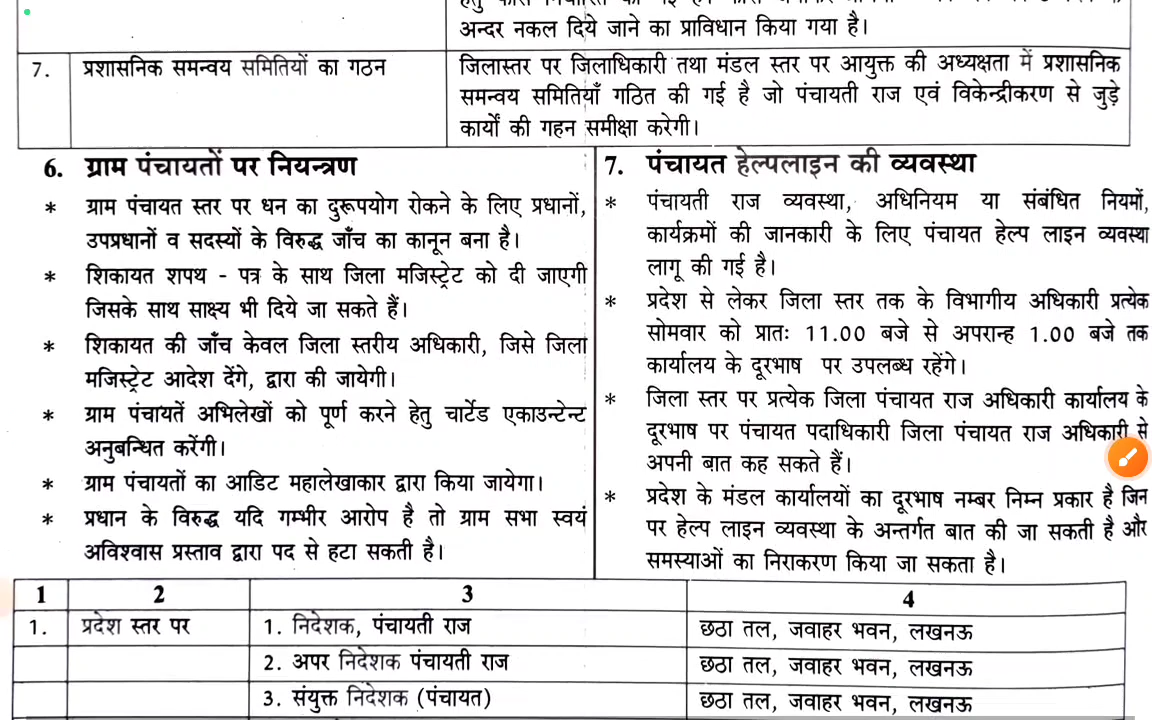 अन्दर नकल दिये जाने का प्राविधान किया गया है।
7. प्रशासनिक समन्वय समितियों का गठन
जिलास्तर पर जिलाधिकारी तथा मंडल स्तर पर आयुक्त की अध्यक्षता में प्रशासनिक
समन्वय समितियाँ गठित की गई है जो पंचायती राज एवं विकेन्द्रीकरण से जुड़े
कार्यों की गहन समीक्षा करेगी।
6. ग्राम पंचायतों पर नियन्त्रण
* ग्राम पंचायत स्तर पर धन का दुरूपयोग रोकने के लिए प्रधानों,
उपप्रधानों व सदस्यों के विरुद्ध जाँच का कानून बना है।
* शिकायत शपथ - पत्र के साथ जिला मजिस्ट्रेट को दी जाएगी
जिसके साथ साक्ष्य भी दिये जा सकते हैं।
* शिकायत की जाँच केवल जिला स्तरीय अधिकारी, जिसे जिला
मजिस्ट्रेट आदेश देंगे, द्वारा की जायेगी।
* ग्राम पंचायतें अभिलेखों को पूर्ण करने हेतु चार्टेड एकाउन्टेन्ट
अनुबन्धित करेंगी।
* ग्राम पंचायतों का आडिट महालेखाकार द्वारा किया जायेगा।
* प्रधान के विरुद्ध यदि गम्भीर आरोप है तो ग्राम सभा स्वयं
अविश्वास प्रस्ताव द्वारा पद से हटा सकती है।
7. पंचायत हेल्पलाइन की व्यवस्था
* पंचायती राज व्यवस्था, अधिनियम या संबंधित नियमों,
कार्यक्रमों की जानकारी के लिए पंचायत हेल्प लाइन व्यवस्था
लागू की गई है।
* प्रदेश से लेकर जिला स्तर तक के विभागीय अधिकारी प्रत्येक
सोमवार को प्रातः 11.00 बजे से अपरान्ह 1.00 बजे तक
कार्यालय के दूरभाष पर उपलब्ध रहेंगे।
* जिला स्तर पर प्रत्येक जिला पंचायत राज अधिकारी कार्यालय के
दूरभाष पर पंचायत पदाधिकारी जिला पंचायत राज अधिकारी से
अपनी बात कह सकते हैं।
* प्रदेश के मंडल कार्यालयों का दूरभाष नम्बर निम्न प्रकार है जिन
पर हेल्प लाइन व्यवस्था के अन्तर्गत बात की जा सकती है और
समस्याओं का निराकरण किया जा सकता है।
1 2 3 4
1. प्रदेश स्तर पर 1. निदेशक, पंचायती राज छठा तल, जवाहर भवन, लखनऊ
2. अपर निदेशक पंचायती राज छठा तल, जवाहर भवन, लखनऊ
3. संयुक्त निदेशक (पंचायत) छठा तल, जवाहर भवन, लखनऊ